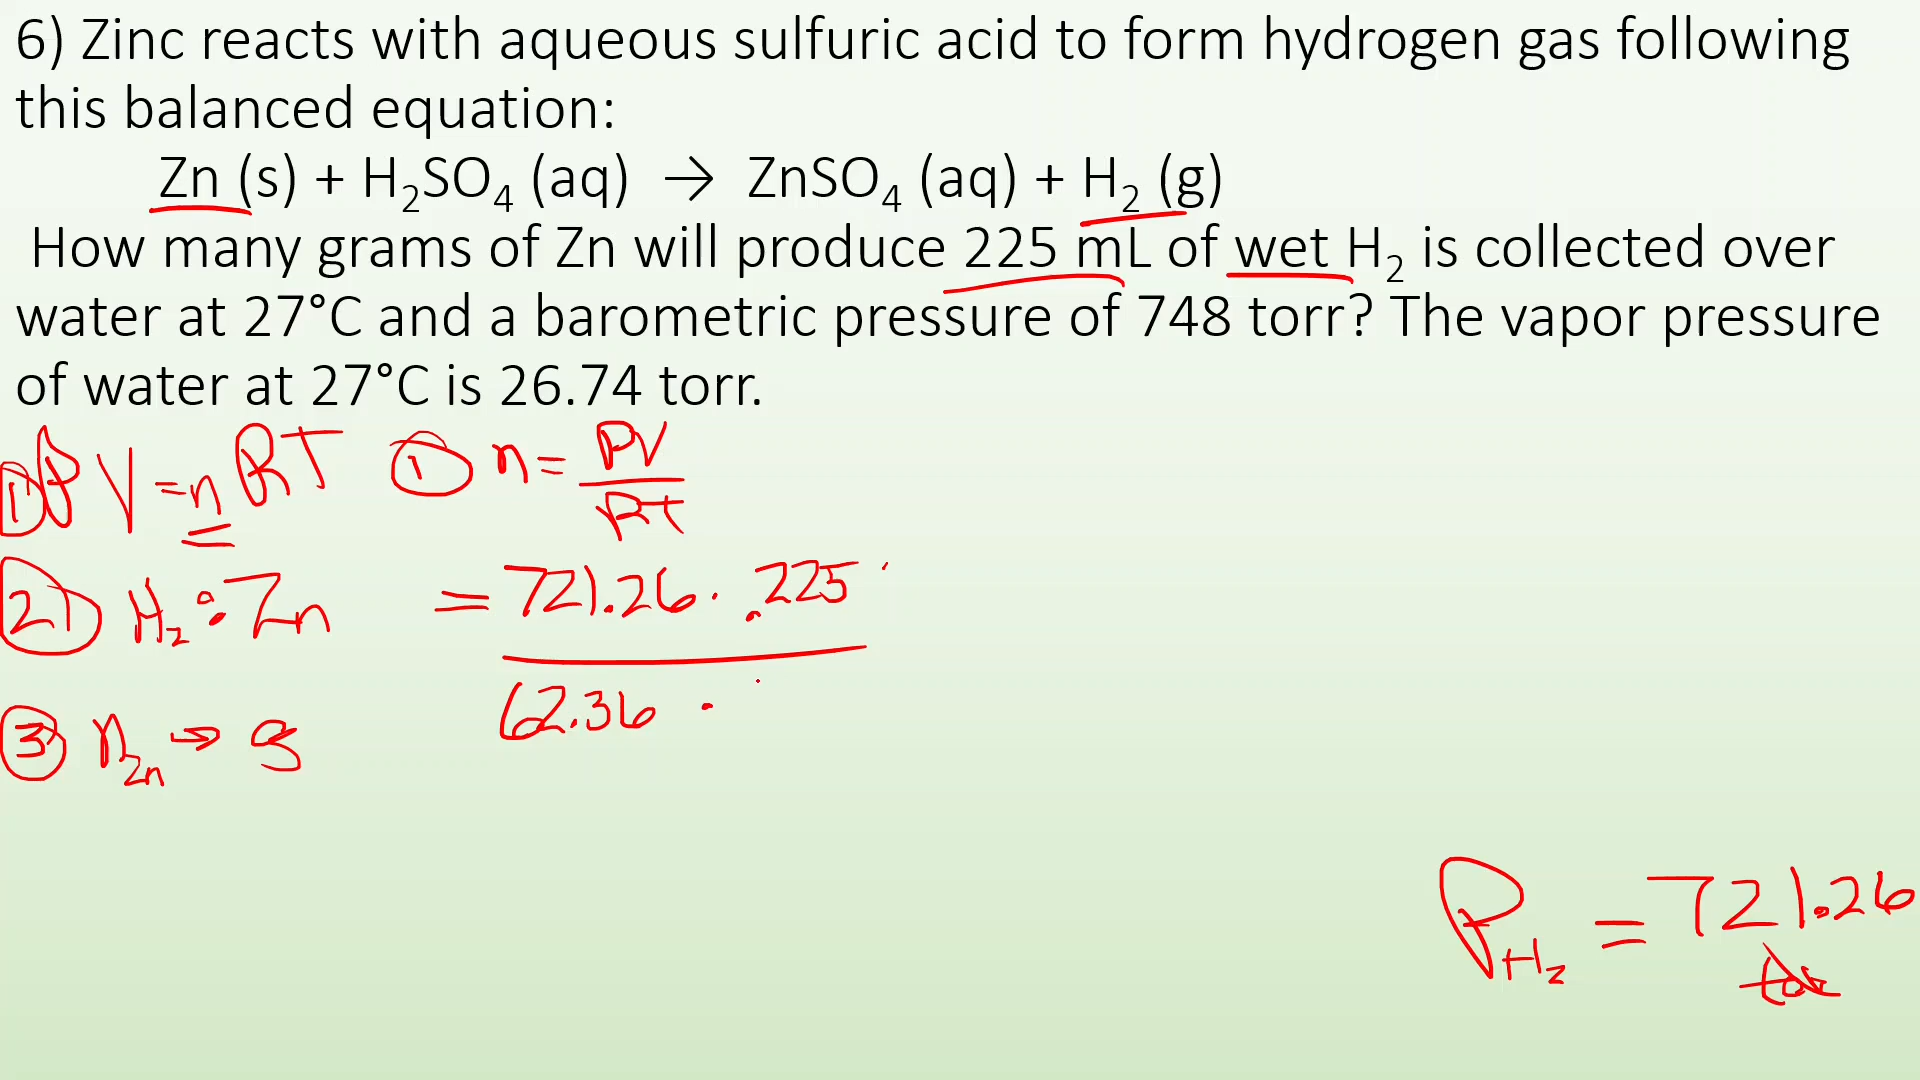 6) Zinc reacts with aqueous sulfuric acid to form hydrogen gas following
this balanced equation:
Zn (s) + H₂SO₄ (aq) → ZnSO₄ (aq) + H₂ (g)
How many grams of Zn will produce 225 mL of wet H₂ is collected over
water at 27°C and a barometric pressure of 748 torr? The vapor pressure
of water at 27°C is 26.74 torr.
① PV = nRT
② H₂ : Zn
③ n Zn → g
① n = PV
RT
= 721.26 · .225 ·
62.36 ·
P H₂ = 721.26
tor